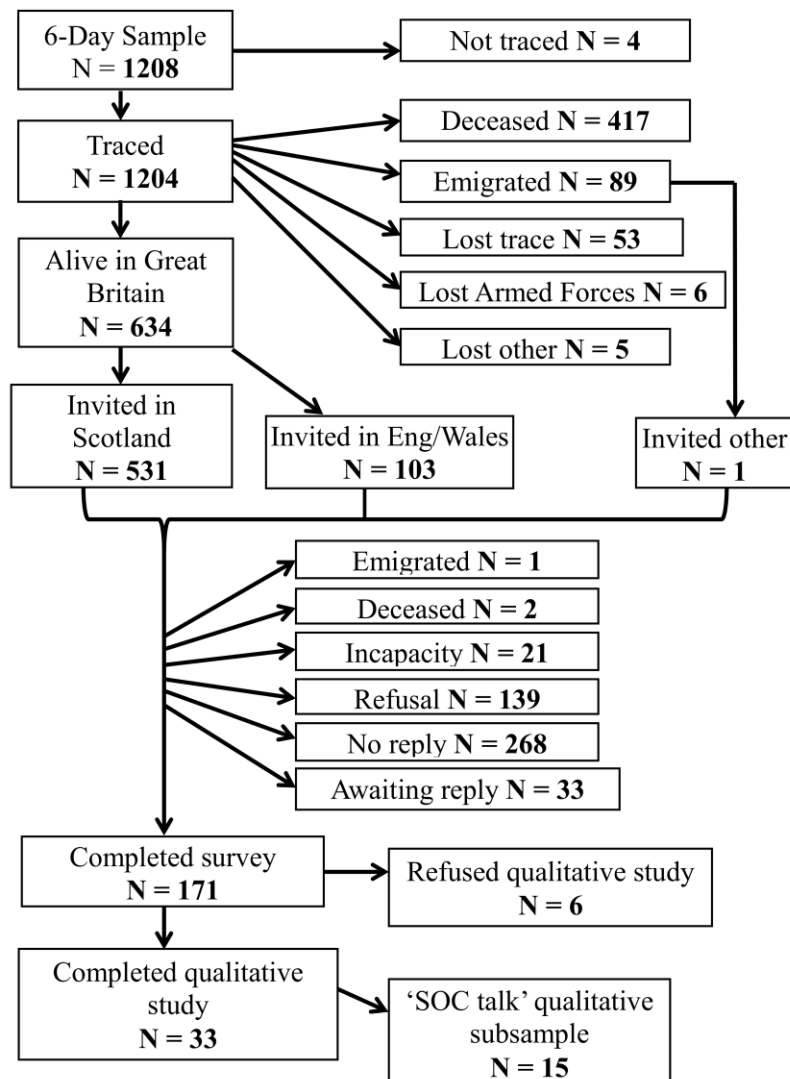 6-Day Sample
N = 1208
Not traced N = 4
Deceased N = 417
Traced
N = 1204
Emigrated N = 89
Lost trace N = 53
Alive in Great
Britain
N = 634
Lost Armed Forces N = 6
Lost other N = 5
Invited in
Scotland
N = 531
Invited in Eng/Wales
N = 103
Invited other
N = 1
Emigrated N = 1
Deceased N = 2
Incapacity N = 21
Refusal N = 139
No reply N = 268
Awaiting reply N = 33
Completed survey
N = 171
Refused qualitative study
N = 6
Completed qualitative
study
N = 33
‘SOC talk’ qualitative
subsample
N = 15